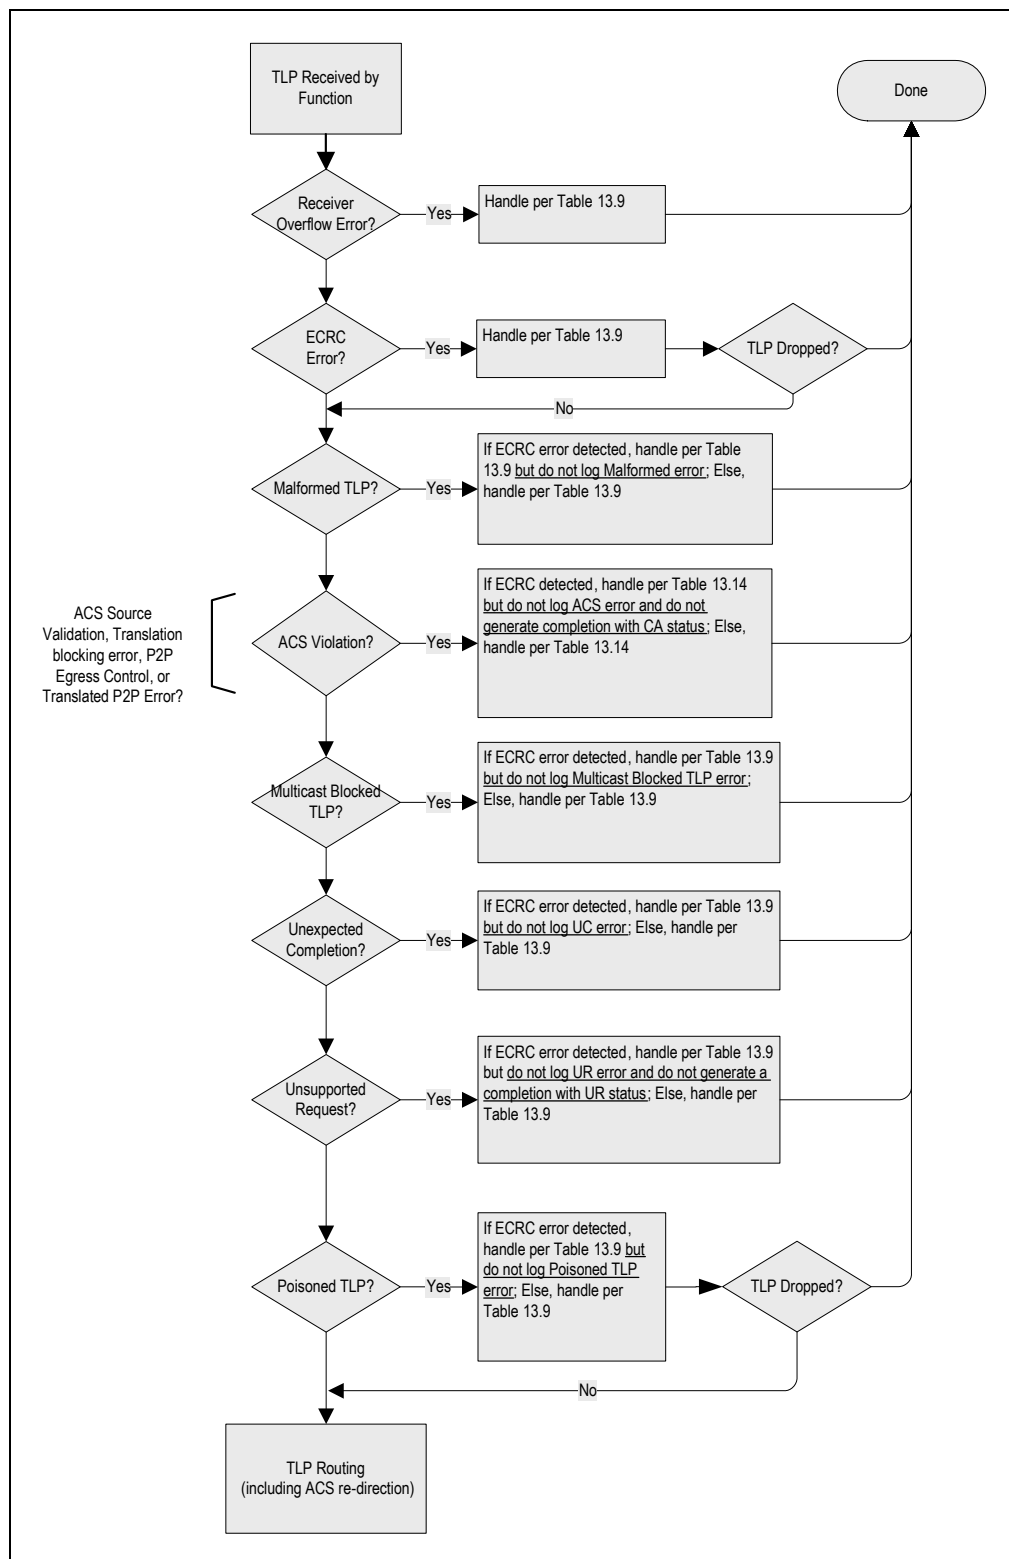 TLP Received by
Function
Done
Receiver
Overflow Error?
Yes
Handle per Table 13.9
ECRC
Error?
Yes
Handle per Table 13.9
TLP Dropped?
No
Malformed TLP?
Yes
If ECRC error detected, handle per Table
13.9 but do not log Malformed error; Else,
handle per Table 13.9
ACS Source
Validation, Translation
blocking error, P2P
Egress Control, or
Translated P2P Error?
ACS Violation?
Yes
If ECRC detected, handle per Table 13.14
but do not log ACS error and do not
generate completion with CA status; Else,
handle per Table 13.14
Multicast Blocked
TLP?
Yes
If ECRC error detected, handle per Table 13.9
but do not log Multicast Blocked TLP error;
Else, handle per Table 13.9
Unexpected
Completion?
Yes
If ECRC error detected, handle per Table 13.9
but do not log UC error; Else, handle per
Table 13.9
Unsupported
Request?
Yes
If ECRC error detected, handle per Table 13.9
but do not log UR error and do not generate a
completion with UR status; Else, handle per
Table 13.9
Poisoned TLP?
Yes
If ECRC error detected,
handle per Table 13.9 but
do not log Poisoned TLP
error; Else, handle per
Table 13.9
TLP Dropped?
No
TLP Routing
(including ACS re-direction)